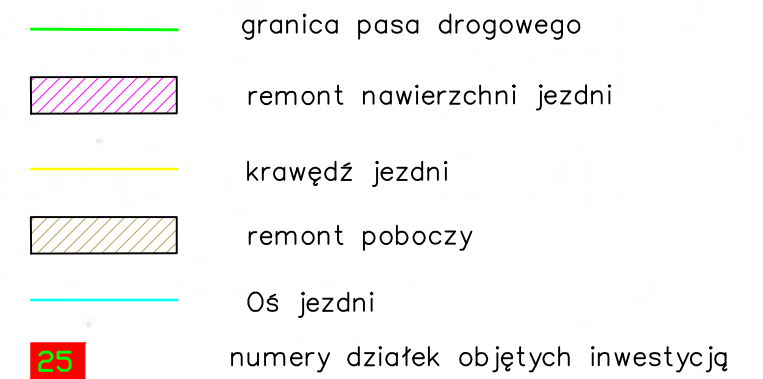 granica pasa drogowego
remont nawierzchni jezdni
krawędź jezdni
remont poboczy
Oś jezdni
25 numery działek objętych inwestycją